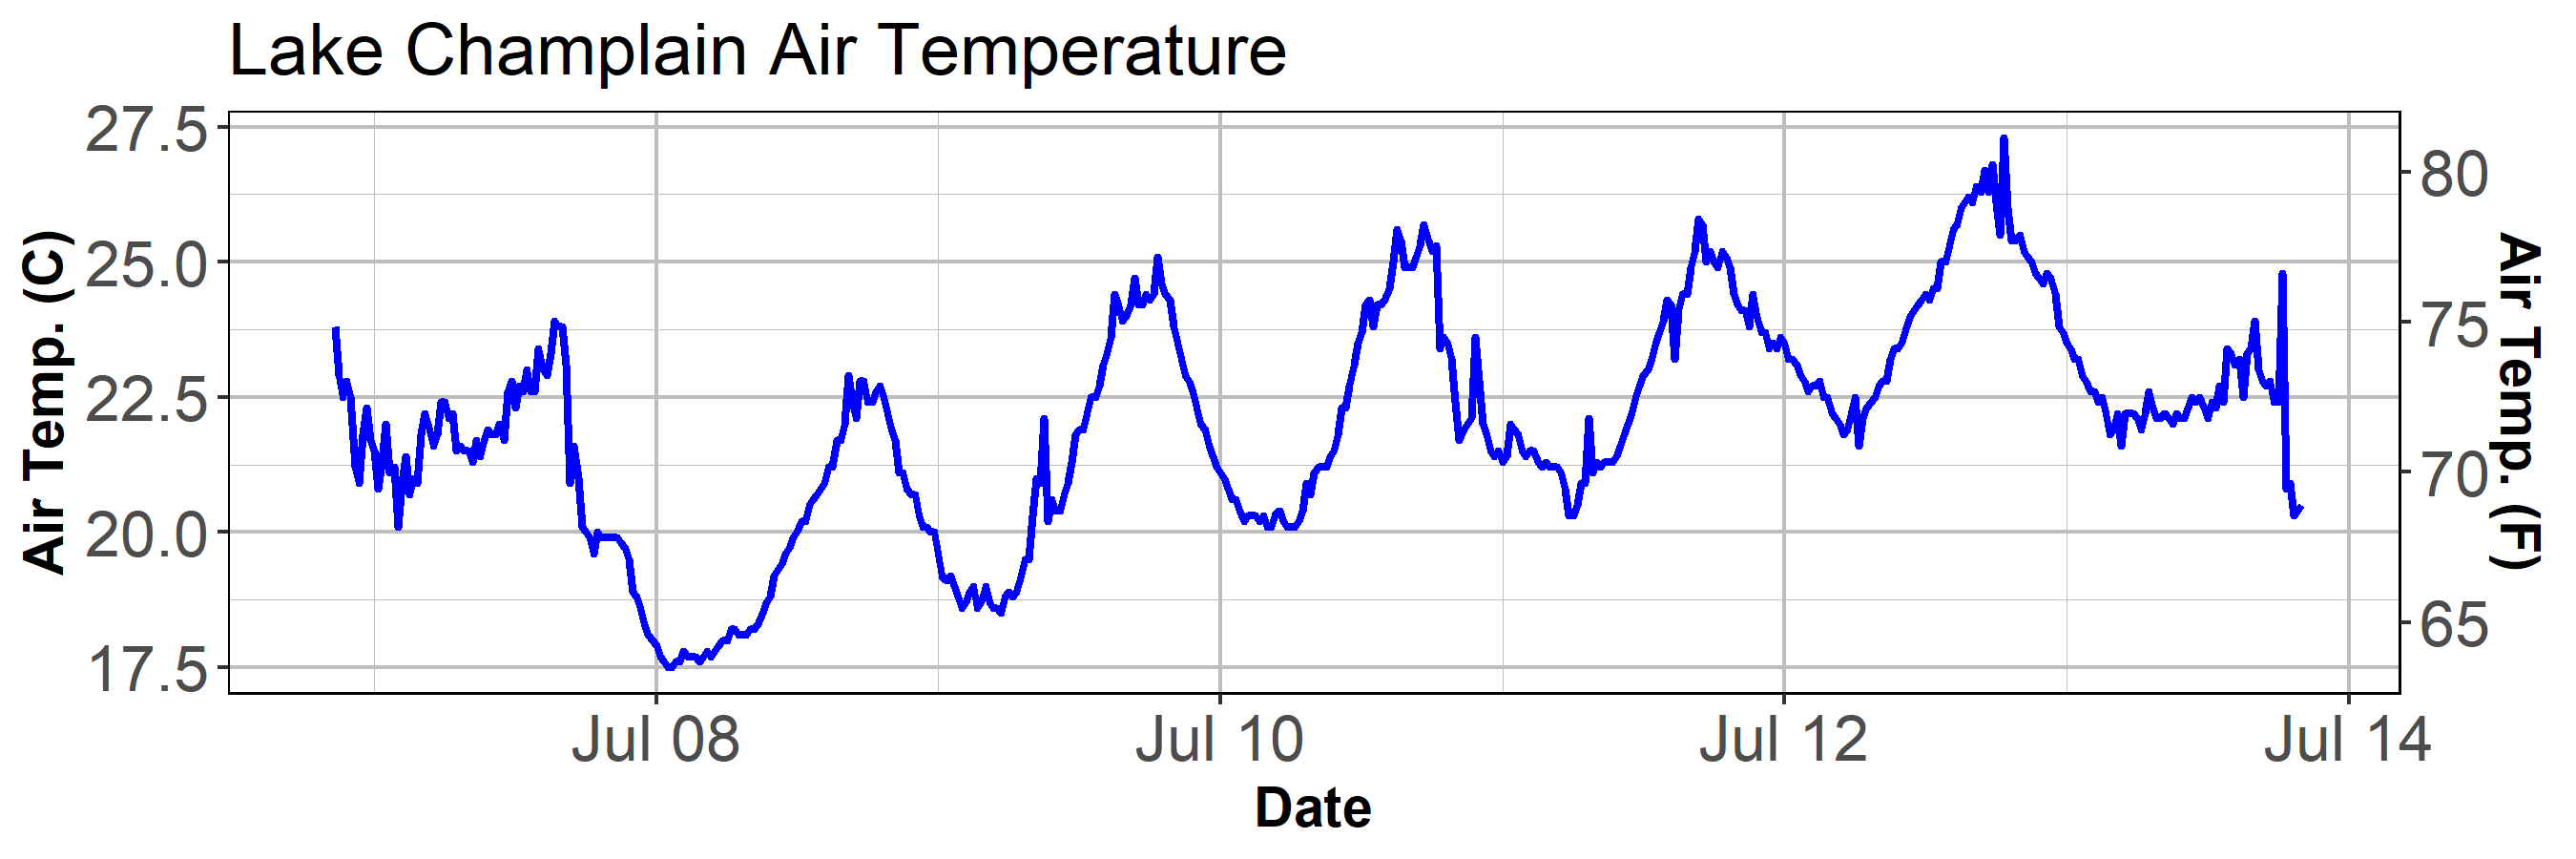 Lake Champlain Air Temperature
27.5
25.0
22.5
20.0
17.5
Air Temp. (C)
80
75
70
65
Air Temp. (F)
Jul 08
Jul 10
Jul 12
Jul 14
Date